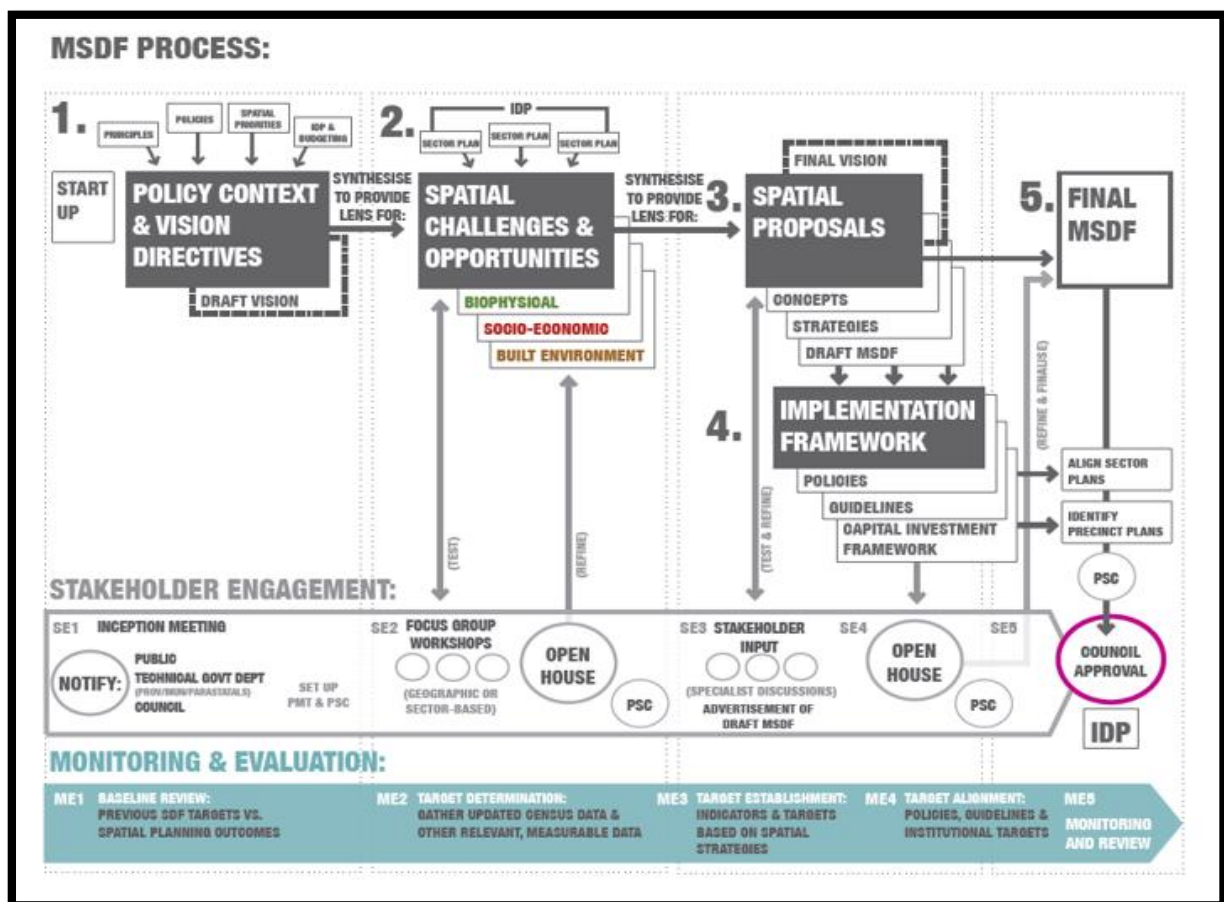 MSDF PROCESS:
1.
PRINCIPLES
POLICIES
SPATIAL
PRIORITIES
IDP &
BUDGETING
START
UP
POLICY CONTEXT
& VISION
DIRECTIVES
DRAFT VISION
SYNTHESISE
TO PROVIDE
LENS FOR:
2.
IDP
SECTOR PLAN
SECTOR PLAN
SECTOR PLAN
SPATIAL
CHALLENGES &
OPPORTUNITIES
BIOPHYSICAL
SOCIO-ECONOMIC
BUILT ENVIRONMENT
SYNTHESISE
TO PROVIDE
LENS FOR:
3.
FINAL VISION
SPATIAL
PROPOSALS
CONCEPTS
STRATEGIES
DRAFT MSDF
4.
IMPLEMENTATION
FRAMEWORK
POLICIES
GUIDELINES
CAPITAL INVESTMENT
FRAMEWORK
5.
FINAL
MSDF
ALIGN SECTOR
PLANS
IDENTIFY
PRECINCT PLANS
PSC
(TEST)
(REFINE)
(TEST & REFINE)
(REFINE & FINALISE)
STAKEHOLDER ENGAGEMENT:
SE1 INCEPTION MEETING
NOTIFY:
PUBLIC
TECHNICAL GOVT DEPT
(PROV/MUN/PARASTATALS)
COUNCIL
SET UP
PMT & PSC
SE2 FOCUS GROUP
WORKSHOPS
(GEOGRAPHIC OR
SECTOR-BASED)
OPEN
HOUSE
PSC
SE3 STAKEHOLDER
INPUT
(SPECIALIST DISCUSSIONS)
ADVERTISEMENT OF
DRAFT MSDF
SE4
OPEN
HOUSE
PSC
SE5
COUNCIL
APPROVAL
IDP
MONITORING & EVALUATION:
ME1 BASELINE REVIEW:
PREVIOUS SDF TARGETS VS.
SPATIAL PLANNING OUTCOMES
ME2 TARGET DETERMINATION:
GATHER UPDATED CENSUS DATA &
OTHER RELEVANT, MEASURABLE DATA
ME3 TARGET ESTABLISHMENT:
INDICATORS & TARGETS
BASED ON SPATIAL
STRATEGIES
ME4 TARGET ALIGNMENT:
POLICIES, GUIDELINES &
INSTITUTIONAL TARGETS
ME5
MONITORING
AND REVIEW